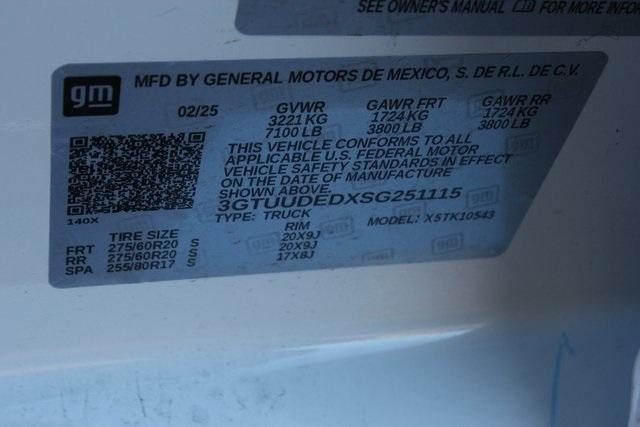 SEE OWNER'S MANUAL FOR MORE INFOR
gm
MFD BY GENERAL MOTORS DE MEXICO, S. DE R.L. DE C.V.
02/25 GVWR GAWR FRT GAWR RR
3221 KG 1724 KG 1724 KG
7100 LB 3800 LB 3800 LB
THIS VEHICLE CONFORMS TO ALL
APPLICABLE U.S. FEDERAL MOTOR
VEHICLE SAFETY STANDARDS IN EFFECT
ON THE DATE OF MANUFACTURE
SHOWN ABOVE.
3GTUUDEDXSG251115
140X
TYPE: TRUCK MODEL: X5TK10543
TIRE SIZE RIM
FRT 275/60R20 S 20X9J
RR 275/60R20 S 20X9J
SPA 255/80R17 S 17X8J